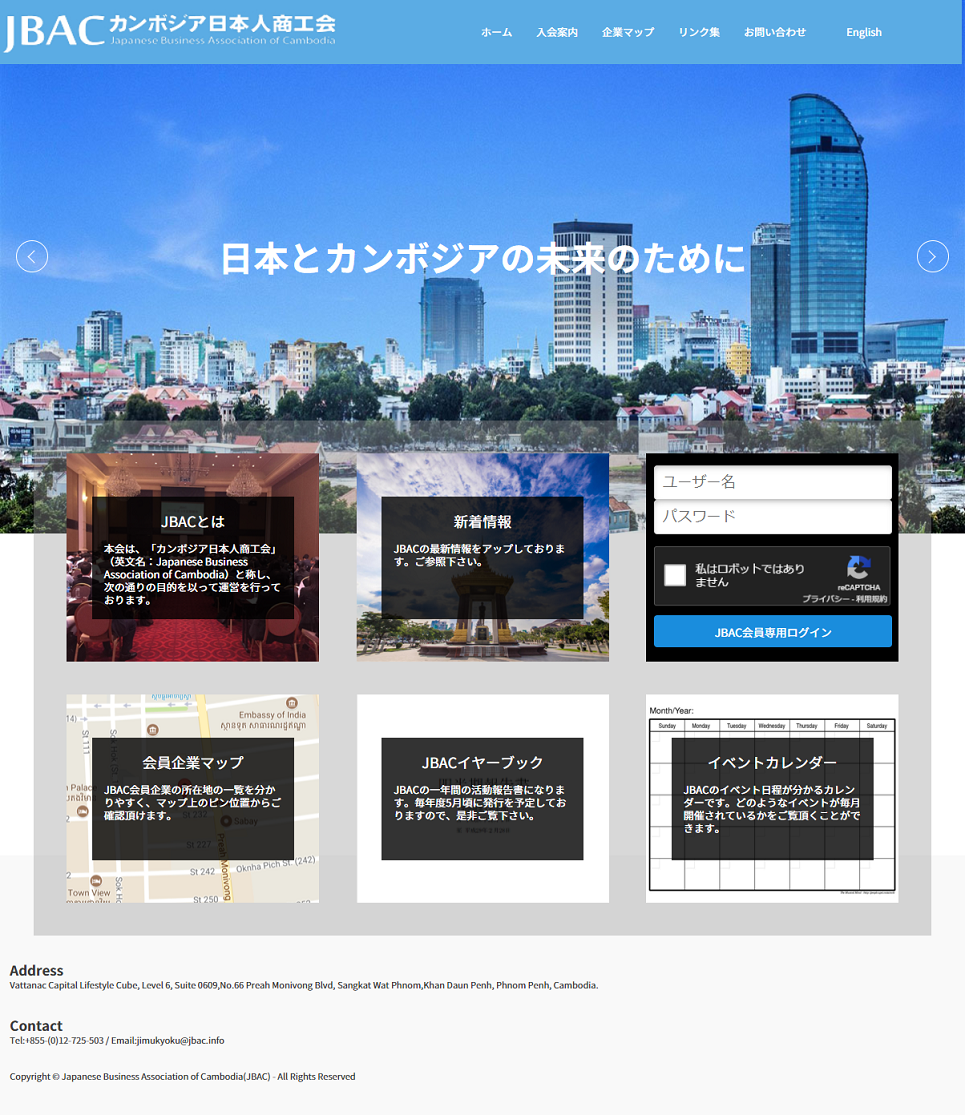 JBAC カンボジア日本人商工会
Japanese Business Association of Cambodia
ホーム 入会案内 企業マップ リンク集 お問い合わせ English
日本とカンボジアの未来のために
JBACとは
本会は、「カンボジア日本人商工会」
（英文名：Japanese Business
Association of Cambodia）と称し、
次の通りの目的を以って運営を行って
おります。
新着情報
JBACの最新情報をアップしておりま
す。ご参照下さい。
ユーザー名
パスワード
私はロボットではあり
ません
reCAPTCHA
プライバシー - 利用規約
JBAC会員専用ログイン
会員企業マップ
JBAC会員企業の所在地の一覧を分か
りやすく、マップ上のピン位置からご
確認頂けます。
Embassy of India
ស្ថានទូត សាធារណរដ្ឋឥណ្ឌា
St 111
Sabay
St 232
St 227
St 242
Oknha Pich St. (242)
Preah Monivong
Town View
St 250
JBACイヤーブック
JBACの一年間の活動報告書になりま
す。毎年度5月頃に発行を予定してお
りますので、是非ご覧下さい。
Month/Year:
Sunday Monday Tuesday Wednesday Thursday Friday Saturday
イベントカレンダー
JBACのイベント日程が分かるカレン
ダーです。どのようなイベントが毎月
開催されているかをご覧頂くことがで
きます。
Address
Vattanac Capital Lifestyle Cube, Level 6, Suite 0609,No.66 Preah Monivong Blvd, Sangkat Wat Phnom,Khan Daun Penh, Phnom Penh, Cambodia.
Contact
Tel:+855-(0)12-725-503 / Email:jimukyoku@jbac.info
Copyright © Japanese Business Association of Cambodia(JBAC) - All Rights Reserved